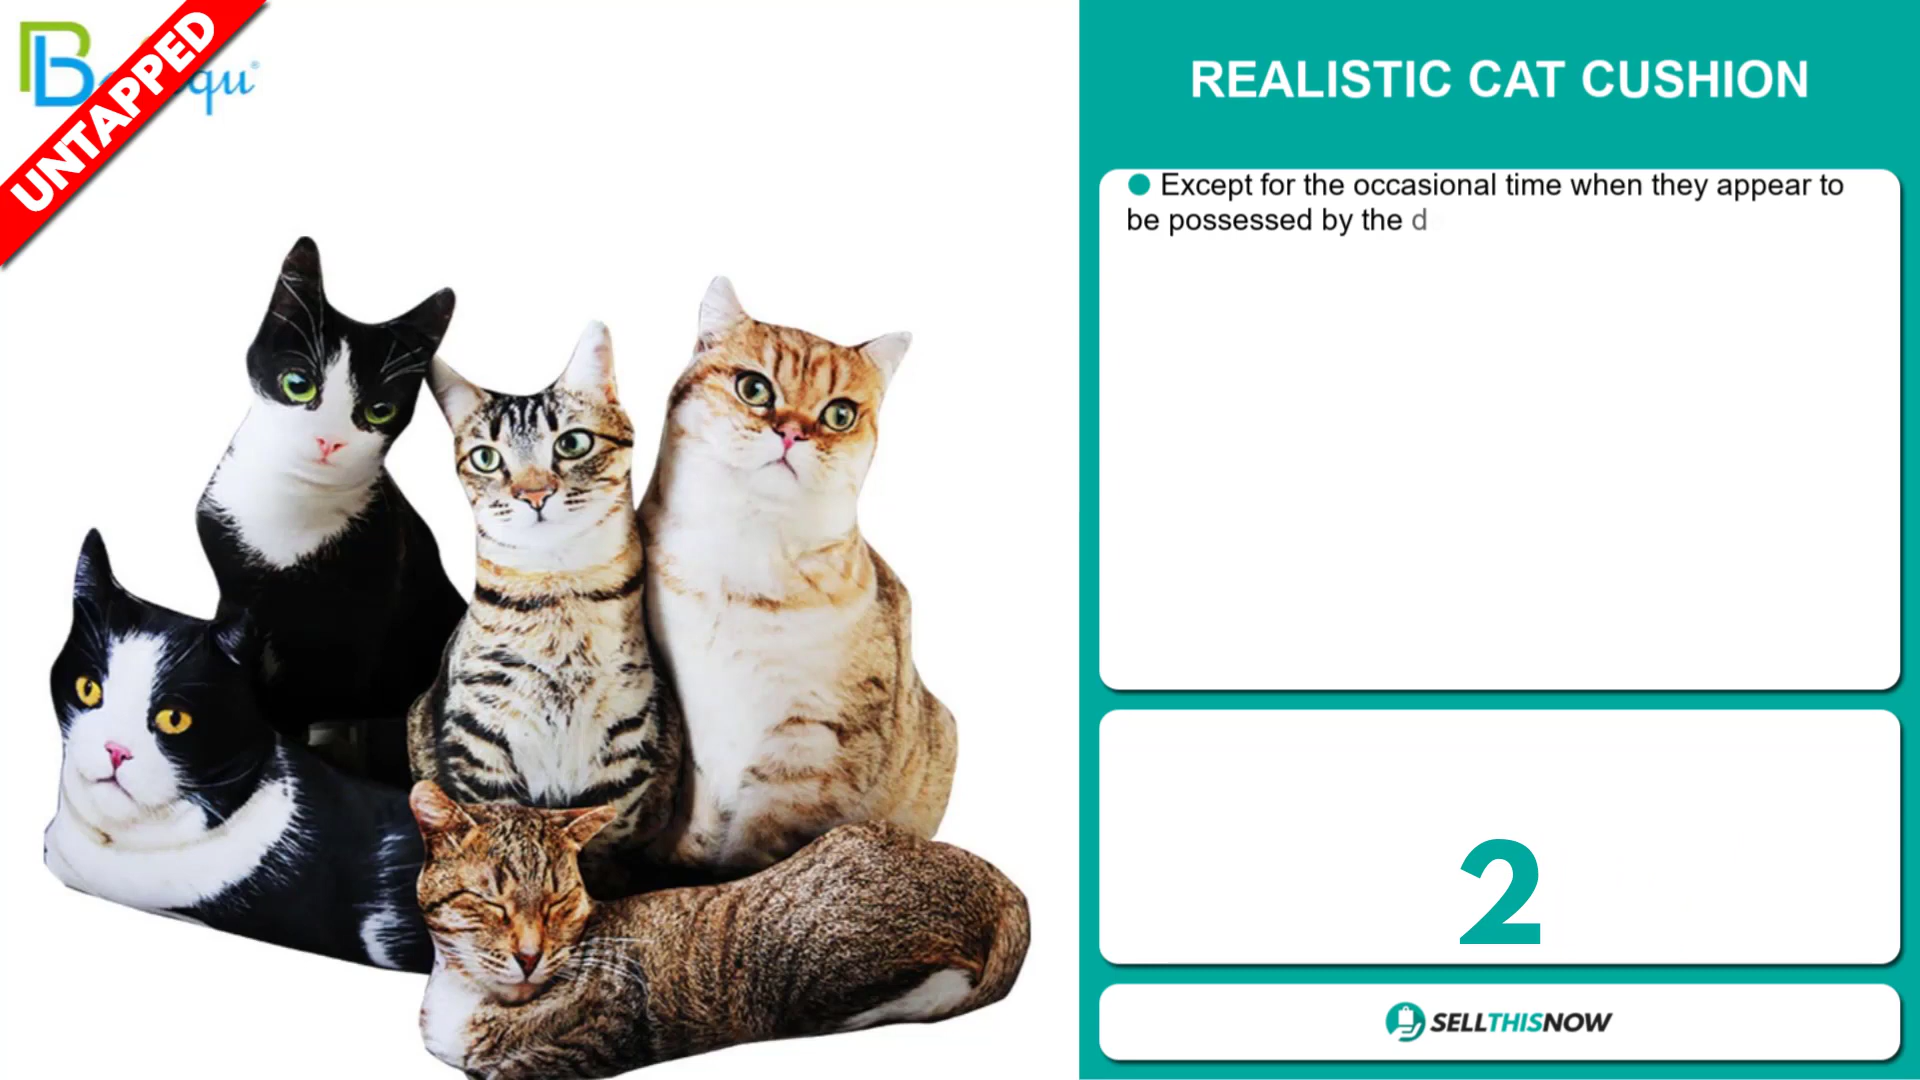 UNTAPPED
REALISTIC CAT CUSHION
Except for the occasional time when they appear to
be possessed by the d
2
SELLTHISNOW